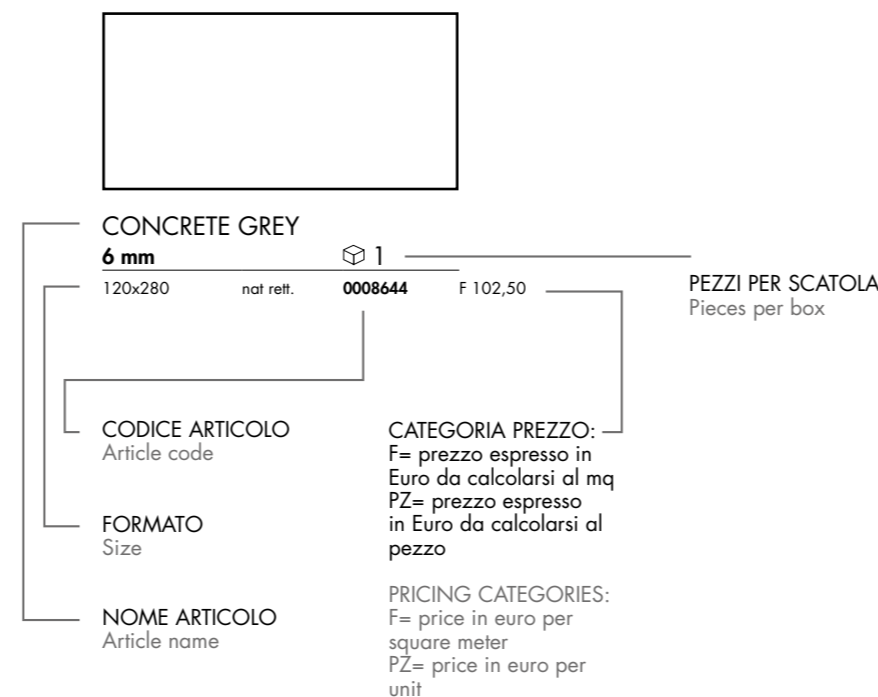 CONCRETE GREY
6 mm 1
120x280 nat rett. 0008644 F 102,50
PEZZI PER SCATOLA
Pieces per box
CODICE ARTICOLO
Article code
FORMATO
Size
NOME ARTICOLO
Article name
CATEGORIA PREZZO:
F= prezzo espresso in
Euro da calcolarsi al mq
PZ= prezzo espresso
in Euro da calcolarsi al
pezzo
PRICING CATEGORIES:
F= price in euro per
square meter
PZ= price in euro per
unit